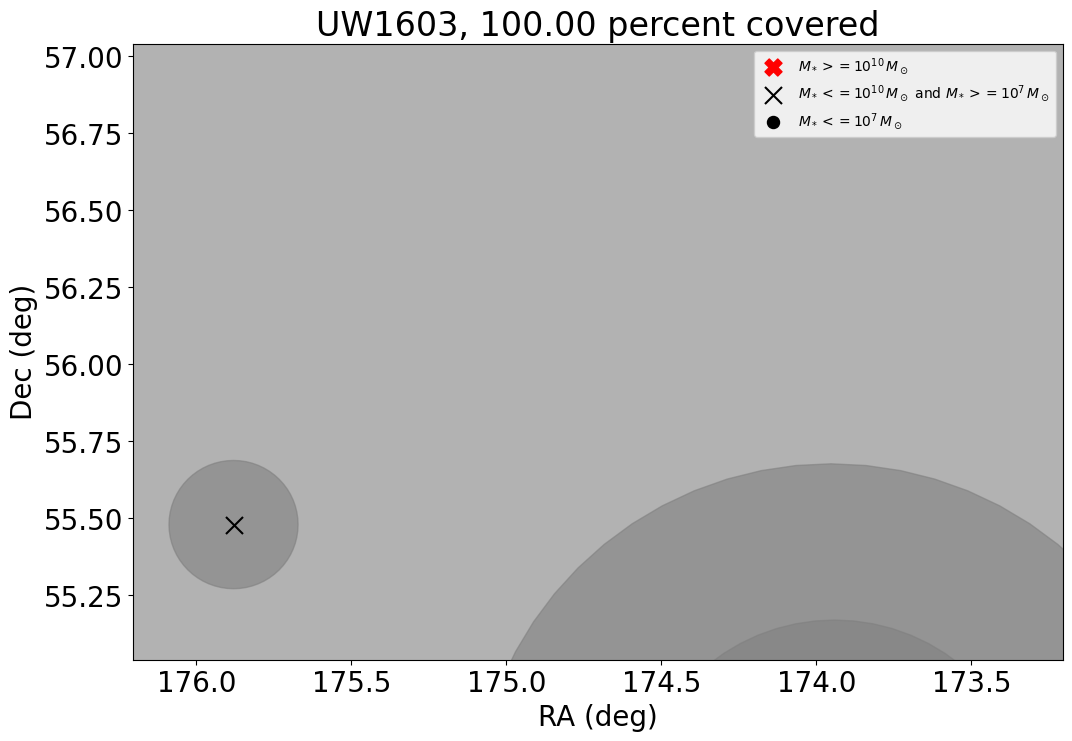 UW1603, 100.00 percent covered
M* >= 10^10 M⊙
M* <= 10^10 M⊙ and M* >= 10^7 M⊙
M* <= 10^7 M⊙
57.00
56.75
56.50
56.25
56.00
55.75
55.50
55.25
Dec (deg)
176.0 175.5 175.0 174.5 174.0 173.5
RA (deg)